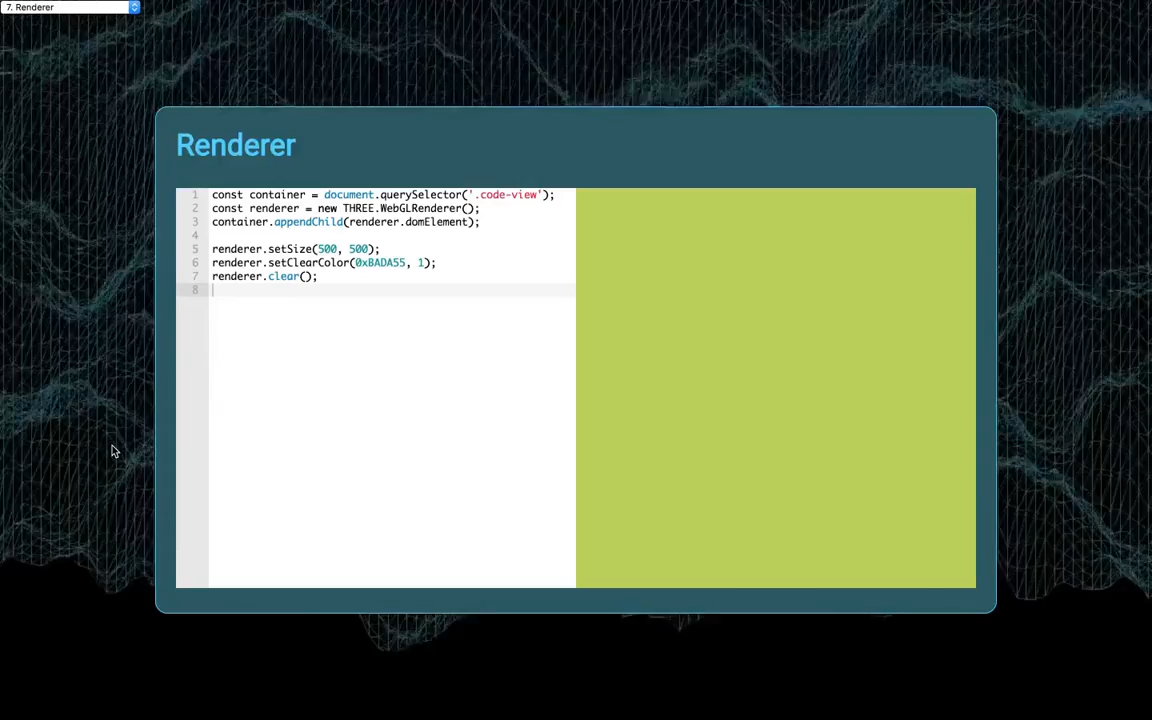 7. Renderer
Renderer
1 const container = document.querySelector('.code-view');
2 const renderer = new THREE.WebGLRenderer();
3 container.appendChild(renderer.domElement);
4
5 renderer.setSize(500, 500);
6 renderer.setClearColor(0xBADA55, 1);
7 renderer.clear();
8